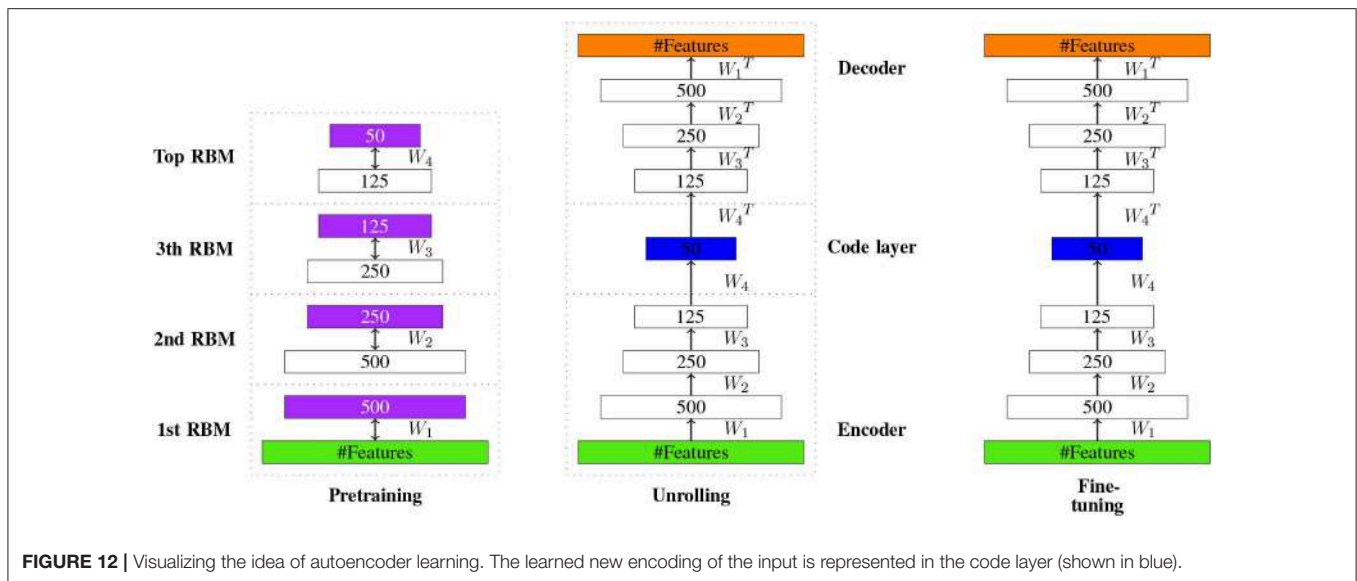 Top RBM
50
W₄
125
3th RBM
125
W₃
250
2nd RBM
250
W₂
500
1st RBM
500
W₁
#Features
Pretraining
#Features
W₁ᵀ
500
W₂ᵀ
250
W₃ᵀ
125
W₄ᵀ
50
W₄
125
W₃
250
W₂
500
W₁
#Features
Unrolling
Decoder
Code layer
Encoder
#Features
W₁ᵀ
500
W₂ᵀ
250
W₃ᵀ
125
W₄ᵀ
50
W₄
125
W₃
250
W₂
500
W₁
#Features
Fine-
tuning
FIGURE 12 | Visualizing the idea of autoencoder learning. The learned new encoding of the input is represented in the code layer (shown in blue).